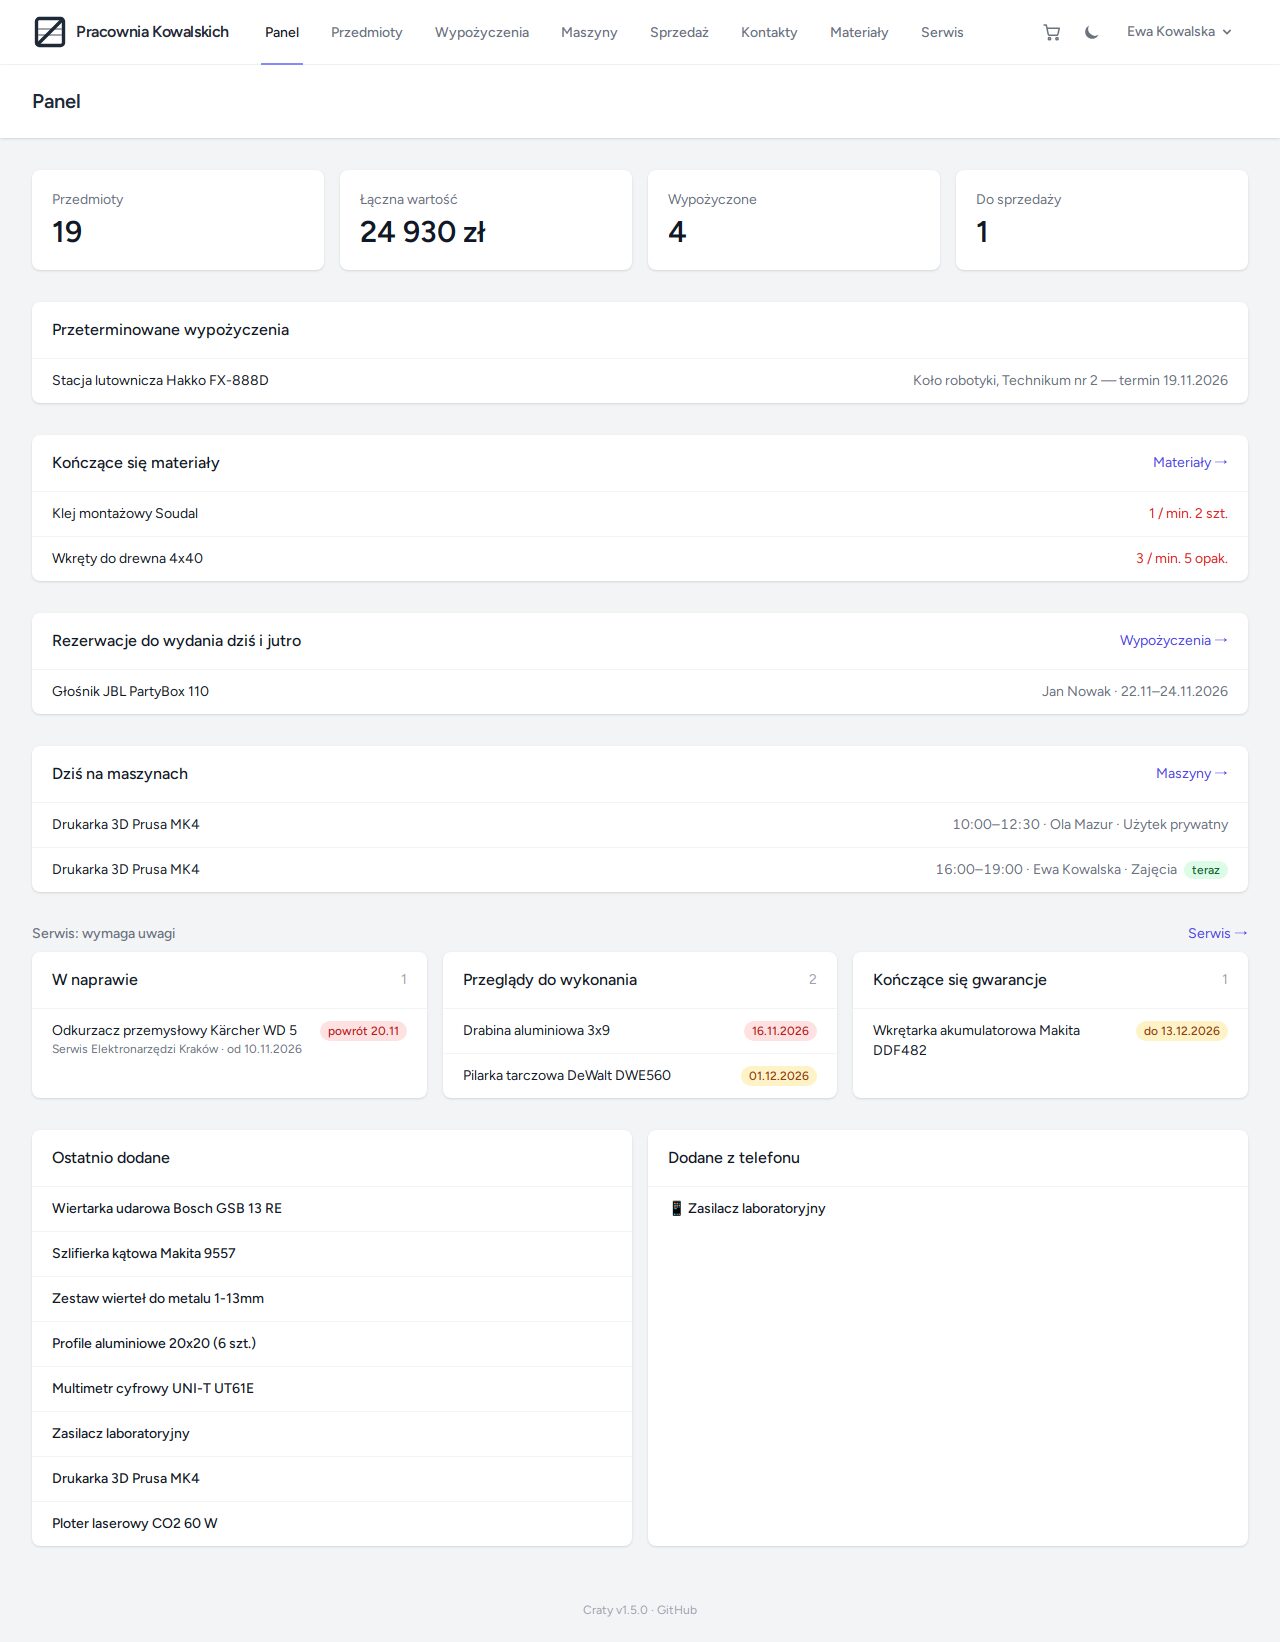 Pracownia Kowalskich Panel Przedmioty Wypożyczenia Maszyny Sprzedaż Kontakty Materiały Serwis Ewa Kowalska
Panel
Przedmioty
19
Łączna wartość
24 930 zł
Wypożyczone
4
Do sprzedaży
1
Przeterminowane wypożyczenia
Stacja lutownicza Hakko FX-888D Koło robotyki, Technikum nr 2 — termin 19.11.2026
Kończące się materiały Materiały →
Klej montażowy Soudal 1 / min. 2 szt.
Wkręty do drewna 4x40 3 / min. 5 opak.
Rezerwacje do wydania dziś i jutro Wypożyczenia →
Głośnik JBL PartyBox 110 Jan Nowak · 22.11–24.11.2026
Dziś na maszynach Maszyny →
Drukarka 3D Prusa MK4 10:00–12:30 · Ola Mazur · Użytek prywatny
Drukarka 3D Prusa MK4 16:00–19:00 · Ewa Kowalska · Zajęcia teraz
Serwis: wymaga uwagi Serwis →
W naprawie 1
Odkurzacz przemysłowy Kärcher WD 5 powrót 20.11
Serwis Elektronarzędzi Kraków · od 10.11.2026
Przeglądy do wykonania 2
Drabina aluminiowa 3x9 16.11.2026
Pilarka tarczowa DeWalt DWE560 01.12.2026
Kończące się gwarancje 1
Wkrętarka akumulatorowa Makita do 13.12.2026
DDF482
Ostatnio dodane
Wiertarka udarowa Bosch GSB 13 RE
Szlifierka kątowa Makita 9557
Zestaw wierteł do metalu 1-13mm
Profile aluminiowe 20x20 (6 szt.)
Multimetr cyfrowy UNI-T UT61E
Zasilacz laboratoryjny
Drukarka 3D Prusa MK4
Ploter laserowy CO2 60 W
Dodane z telefonu
📱 Zasilacz laboratoryjny
Craty v1.5.0 · GitHub